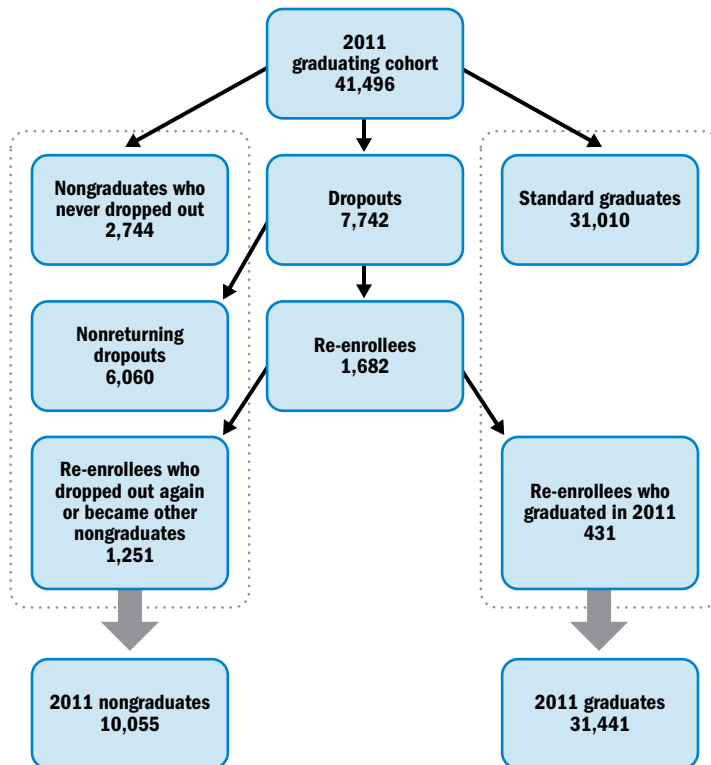 2011
graduating cohort
41,496
Nongraduates who
never dropped out
2,744
Dropouts
7,742
Standard graduates
31,010
Nonreturning
dropouts
6,060
Re-enrollees
1,682
Re-enrollees who
dropped out again
or became other
nongraduates
1,251
Re-enrollees who
graduated in 2011
431
2011 nongraduates
10,055
2011 graduates
31,441